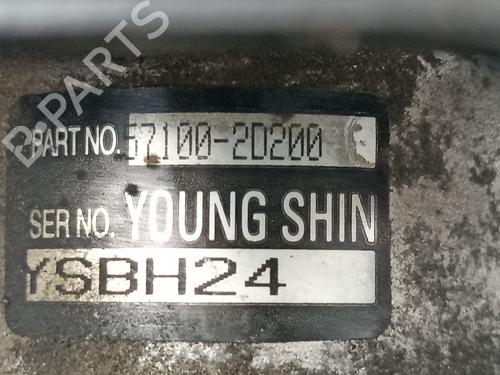 B-PARTS
PART NO. 57100-2D200
SER NO. YOUNG SHIN
YSBH24